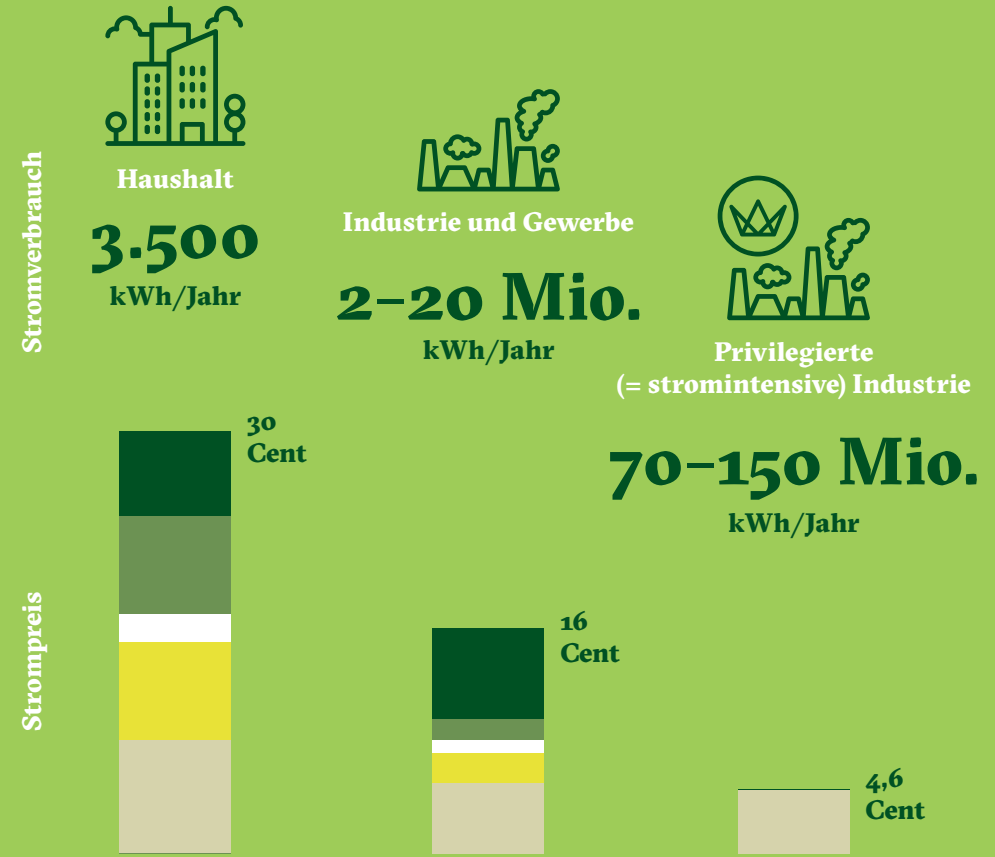 Stromverbrauch
Haushalt
3.500
kWh/Jahr
Industrie und Gewerbe
2–20 Mio.
kWh/Jahr
Privilegierte
(= stromintensive) Industrie
70–150 Mio.
kWh/Jahr
Strompreis
30
Cent
16
Cent
4,6
Cent